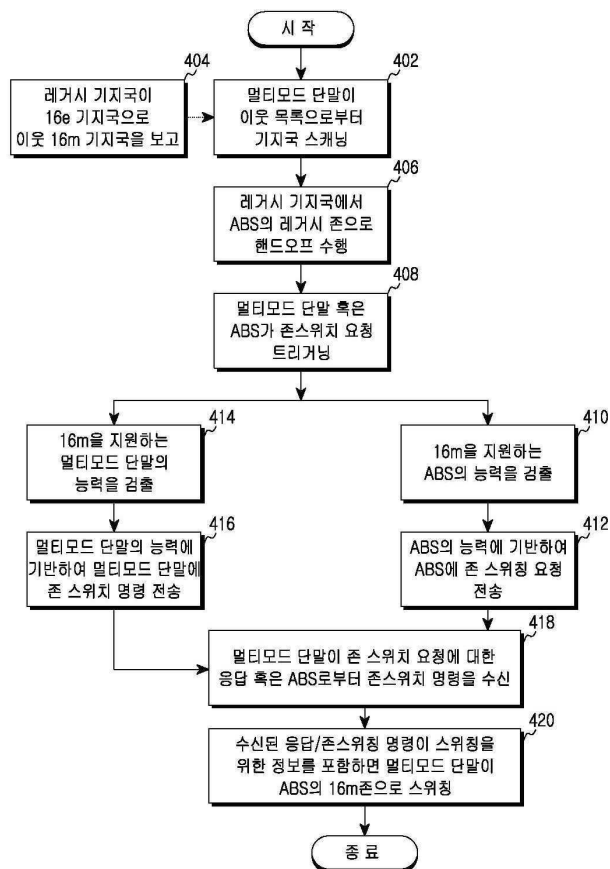 시 작
404
레거시 기지국이
16e 기지국으로
이웃 16m 기지국을 보고
402
멀티모드 단말이
이웃 목록으로부터
기지국 스캐닝
406
레거시 기지국에서
ABS의 레거시 존으로
핸드오프 수행
408
멀티모드 단말 혹은
ABS가 존스위치 요청
트리거닝
414
16m을 지원하는
멀티모드 단말의
능력을 검출
410
16m을 지원하는
ABS의 능력을 검출
416
멀티모드 단말의 능력에
기반하여 멀티모드 단말에
존 스위치 명령 전송
412
ABS의 능력에 기반하여
ABS에 존 스위칭 요청
전송
418
멀티모드 단말이 존 스위치 요청에 대한
응답 혹은 ABS로부터 존스위치 명령을 수신
420
수신된 응답/존스위칭 명령이 스위칭을
위한 정보를 포함하면 멀티모드 단말이
ABS의 16m존으로 스위칭
종 료